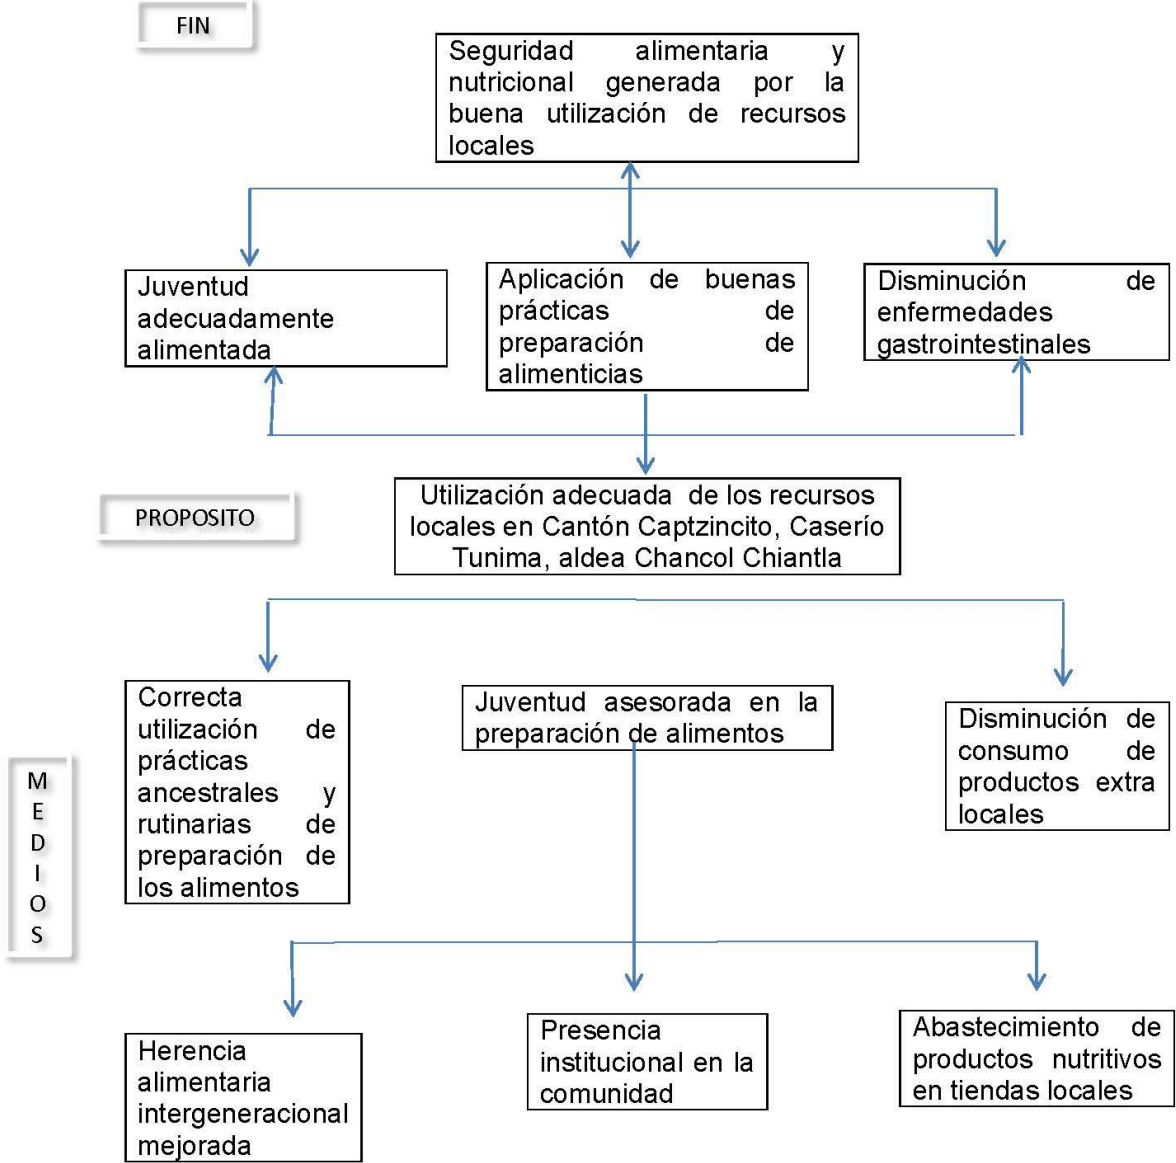 FIN
Seguridad alimentaria y
nutricional generada por la
buena utilización de recursos
locales
Juventud
adecuadamente
alimentada
Aplicación de buenas
prácticas de
preparación de
alimenticias
Disminución de
enfermedades
gastrointestinales
PROPOSITO
Utilización adecuada de los recursos
locales en Cantón Captzincito, Caserío
Tunima, aldea Chancol Chiantla
MEDIOS
Correcta
utilización de
prácticas
ancestrales y
rutinarias de
preparación de
los alimentos
Juventud asesorada en la
preparación de alimentos
Disminución de
consumo de
productos extra
locales
Herencia
alimentaria
intergeneracional
mejorada
Presencia
institucional en la
comunidad
Abastecimiento de
productos nutritivos
en tiendas locales